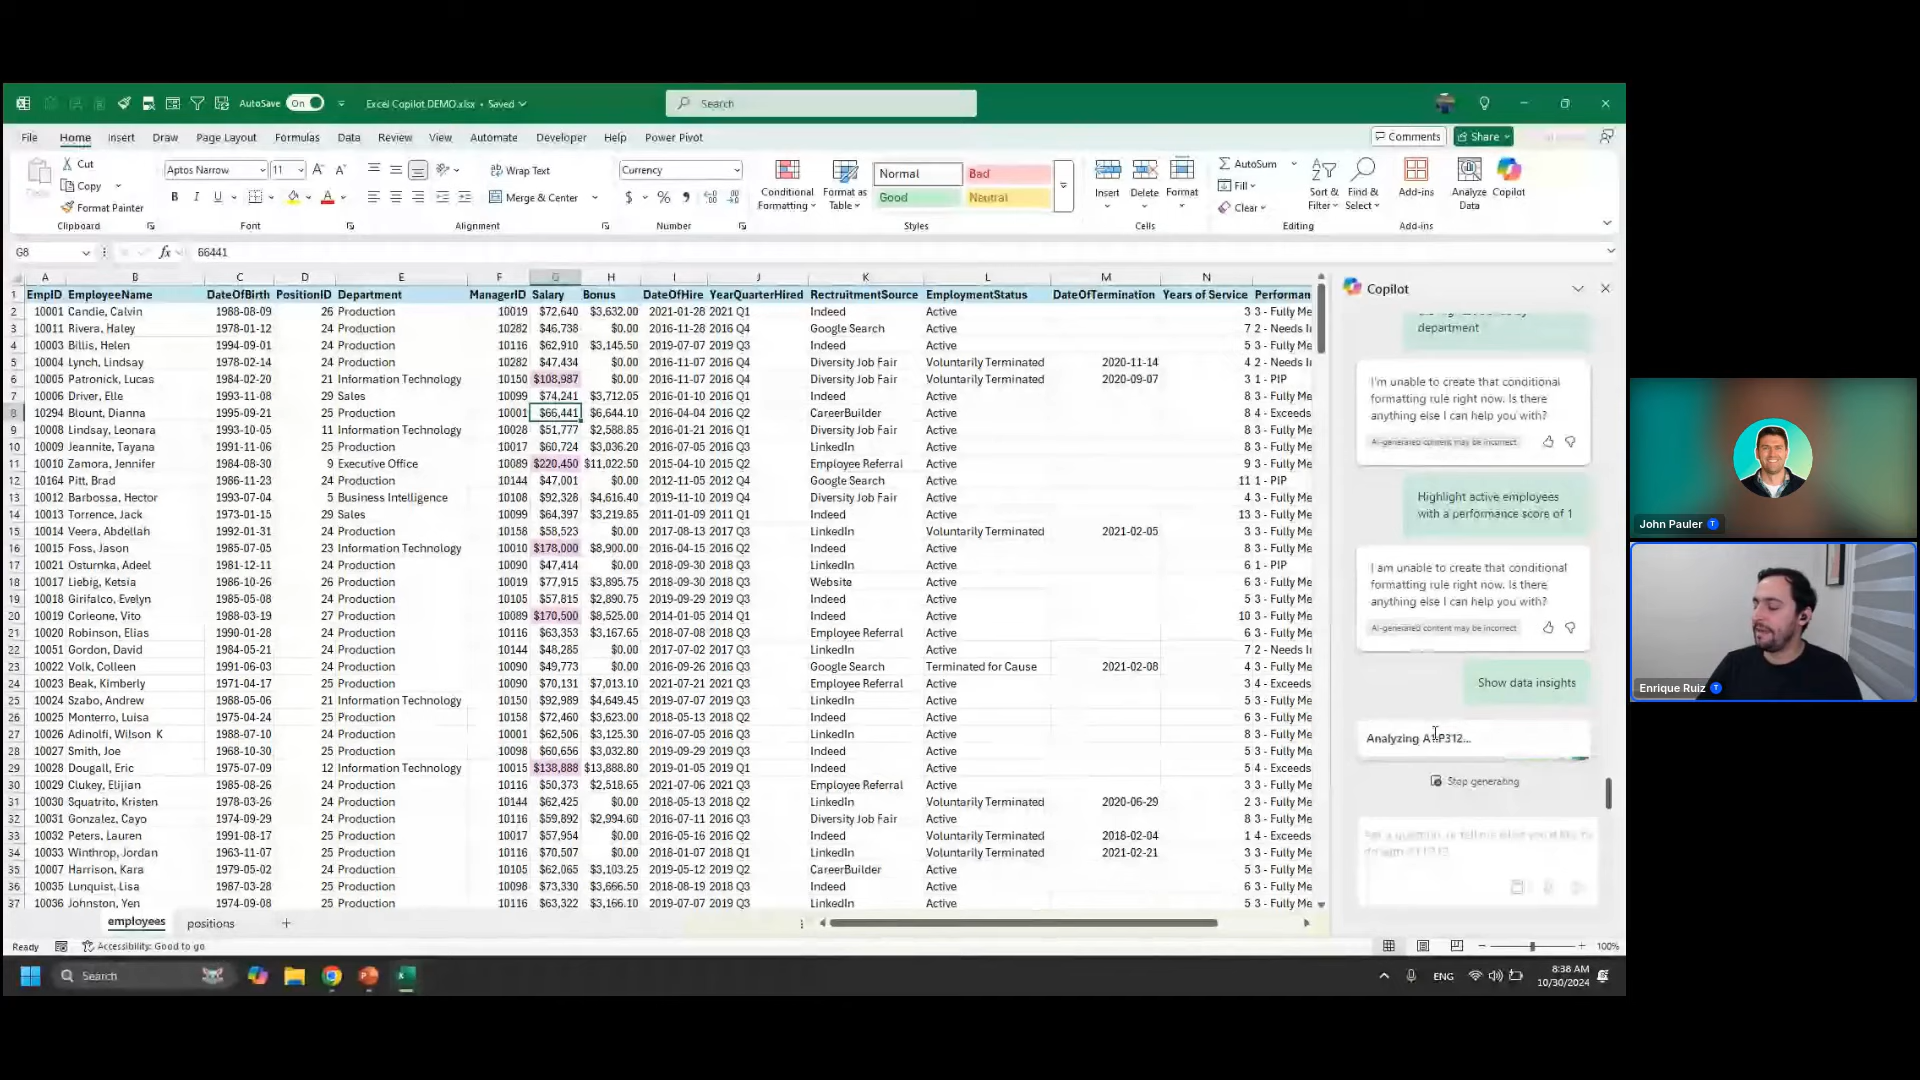 AutoSave On Excel Copilot DEMO.xlsx • Saved Search
File Home Insert Draw Page Layout Formulas Data Review View Automate Developer Help Power Pivot Comments Share
Cut
Copy
Format Painter
Clipboard
Aptos Narrow 11
B I U
Font
Wrap Text
Merge & Center
Alignment
Currency
$ %
Number
Conditional Formatting
Format as Table
Normal Bad
Good Neutral
Styles
Insert Delete Format
Cells
AutoSum
Fill
Clear
Sort & Filter
Find & Select
Editing
Add-ins
Add-ins
Analyze Data
Copilot
G8 fx 66441
A B C D E F G H I J K L M N
1 EmpID EmployeeName DateOfBirth PositionID Department ManagerID Salary Bonus DateOfHire YearQuarterHired RecruitmentSource EmploymentStatus DateOfTermination Years of Service Performan
2 10001 Candie, Calvin 1988-08-09 26 Production 10019 $72,640 $3,632.00 2021-01-28 2021 Q1 Indeed Active 3 3 - Fully Me
3 10011 Rivera, Haley 1978-01-12 24 Production 10282 $46,738 $0.00 2016-11-28 2016 Q4 Google Search Active 7 2 - Needs Ir
4 10003 Billis, Helen 1994-09-01 24 Production 10116 $62,910 $3,145.50 2019-07-07 2019 Q3 Indeed Active 5 3 - Fully Me
5 10004 Lynch, Lindsay 1978-02-14 24 Production 10282 $47,434 $0.00 2016-11-07 2016 Q4 Diversity Job Fair Voluntarily Terminated 2020-11-14 4 2 - Needs Ir
6 10005 Patronick, Lucas 1984-02-20 21 Information Technology 10150 $108,987 $0.00 2016-11-07 2016 Q4 Diversity Job Fair Voluntarily Terminated 2020-09-07 3 1 - PIP
7 10006 Driver, Elle 1993-11-08 29 Sales 10099 $74,241 $3,712.05 2016-01-10 2016 Q1 Indeed Active 8 3 - Fully Me
8 10294 Blount, Dianna 1995-09-21 25 Production 10001 $66,441 $6,644.10 2016-04-04 2016 Q2 CareerBuilder Active 8 4 - Exceeds
9 10008 Lindsay, Leonara 1993-10-05 11 Information Technology 10028 $51,777 $2,588.85 2016-01-21 2016 Q1 Diversity Job Fair Active 8 3 - Fully Me
10 10009 Jeannite, Tayana 1991-11-06 25 Production 10017 $60,724 $3,036.20 2016-07-05 2016 Q3 LinkedIn Active 8 3 - Fully Me
11 10010 Zamora, Jennifer 1984-08-30 9 Executive Office 10089 $220,450 $11,022.50 2015-04-10 2015 Q2 Employee Referral Active 9 3 - Fully Me
12 10164 Pitt, Brad 1986-11-23 24 Production 10144 $47,001 $0.00 2012-11-05 2012 Q4 Google Search Active 11 1 - PIP
13 10012 Barbossa, Hector 1993-07-04 5 Business Intelligence 10108 $92,328 $4,616.40 2019-11-10 2019 Q4 Diversity Job Fair Active 4 3 - Fully Me
14 10013 Torrence, Jack 1973-01-15 29 Sales 10099 $64,397 $3,219.85 2011-01-09 2011 Q1 Indeed Active 13 3 - Fully Me
15 10014 Veera, Abdellah 1992-01-31 24 Production 10158 $58,523 $0.00 2017-08-13 2017 Q3 LinkedIn Voluntarily Terminated 2021-02-05 3 3 - Fully Me
16 10015 Foss, Jason 1985-07-05 23 Information Technology 10010 $178,000 $8,900.00 2016-04-15 2016 Q2 Indeed Active 8 3 - Fully Me
17 10021 Osturnka, Adeel 1981-12-11 24 Production 10090 $47,414 $0.00 2018-09-30 2018 Q3 LinkedIn Active 6 1 - PIP
18 10017 Liebig, Ketsia 1986-10-26 26 Production 10019 $77,915 $3,895.75 2018-09-30 2018 Q3 Website Active 6 3 - Fully Me
19 10018 Girifalco, Evelyn 1985-05-08 24 Production 10105 $57,815 $2,890.75 2019-09-29 2019 Q3 LinkedIn Active 5 3 - Fully Me
20 10019 Corleone, Vito 1988-03-19 27 Production 10089 $170,500 $8,525.00 2014-01-05 2014 Q1 Indeed Active 10 3 - Fully Me
21 10020 Robinson, Elias 1990-01-28 24 Production 10116 $63,353 $3,167.65 2018-07-08 2018 Q3 Employee Referral Active 6 3 - Fully Me
22 10051 Gordon, David 1984-05-21 24 Production 10144 $48,285 $0.00 2017-07-02 2017 Q3 LinkedIn Active 7 2 - Needs Ir
23 10022 Volk, Colleen 1991-06-03 24 Production 10090 $49,773 $0.00 2016-09-26 2016 Q3 Google Search Terminated for Cause 2021-02-08 4 3 - Fully Me
24 10023 Beak, Kimberly 1971-04-17 25 Production 10090 $70,131 $7,013.10 2021-07-21 2021 Q3 Employee Referral Active 3 4 - Exceeds
25 10024 Szabo, Andrew 1988-05-06 21 Information Technology 10150 $92,989 $4,649.45 2019-07-07 2019 Q3 LinkedIn Active 5 3 - Fully Me
26 10025 Monterro, Luisa 1975-04-24 25 Production 10158 $72,460 $3,623.00 2018-05-13 2018 Q2 Indeed Active 6 3 - Fully Me
27 10026 Adinolfi, Wilson K 1988-07-10 24 Production 10001 $62,506 $3,125.30 2016-07-05 2016 Q3 LinkedIn Active 8 3 - Fully Me
28 10027 Smith, Joe 1968-10-30 25 Production 10098 $60,656 $3,032.80 2019-09-29 2019 Q3 Indeed Active 5 3 - Fully Me
29 10028 Dougall, Eric 1975-07-09 12 Information Technology 10015 $138,888 $13,888.80 2019-01-05 2019 Q1 Indeed Active 5 4 - Exceeds
30 10029 Clukey, Elijian 1985-08-26 24 Production 10116 $50,373 $2,518.65 2021-07-06 2021 Q3 Employee Referral Active 3 3 - Fully Me
31 10030 Squatrito, Kristen 1978-03-26 24 Production 10144 $62,425 $0.00 2018-05-13 2018 Q2 LinkedIn Voluntarily Terminated 2020-06-29 2 3 - Fully Me
32 10031 Gonzalez, Cayo 1974-09-29 24 Production 10116 $59,892 $2,994.60 2016-07-11 2016 Q3 Diversity Job Fair Active 8 3 - Fully Me
33 10032 Peters, Lauren 1991-08-17 25 Production 10017 $57,954 $0.00 2016-05-16 2016 Q2 Indeed Voluntarily Terminated 2018-02-04 1 4 - Exceeds
34 10033 Winthrop, Jordan 1963-11-07 25 Production 10116 $70,507 $0.00 2018-01-07 2018 Q1 LinkedIn Voluntarily Terminated 2021-02-21 3 3 - Fully Me
35 10007 Harrison, Kara 1979-05-02 24 Production 10085 $62,065 $3,103.25 2019-05-12 2019 Q2 CareerBuilder Active 5 3 - Fully Me
36 10035 Lunquist, Lisa 1987-03-28 25 Production 10098 $73,330 $3,666.50 2018-08-19 2018 Q3 Indeed Active 6 3 - Fully Me
37 10036 Johnston, Yen 1974-09-08 25 Production 10116 $63,322 $3,166.10 2019-07-07 2019 Q3 LinkedIn Active 5 3 - Fully Me
employees positions
Ready Accessibility: Good to go 100%
Copilot
department
I'm unable to create that conditional
formatting rule right now. Is there
anything else I can help you with?
AI-generated content may be incorrect
Highlight active employees
with a performance score of 1
I am unable to create that conditional
formatting rule right now. Is there
anything else I can help you with?
AI-generated content may be incorrect
Show data insights
Analyzing A1:P312...
Stop generating
Search ENG 8:38 AM
10/30/2024
John Pauler
Enrique Ruiz